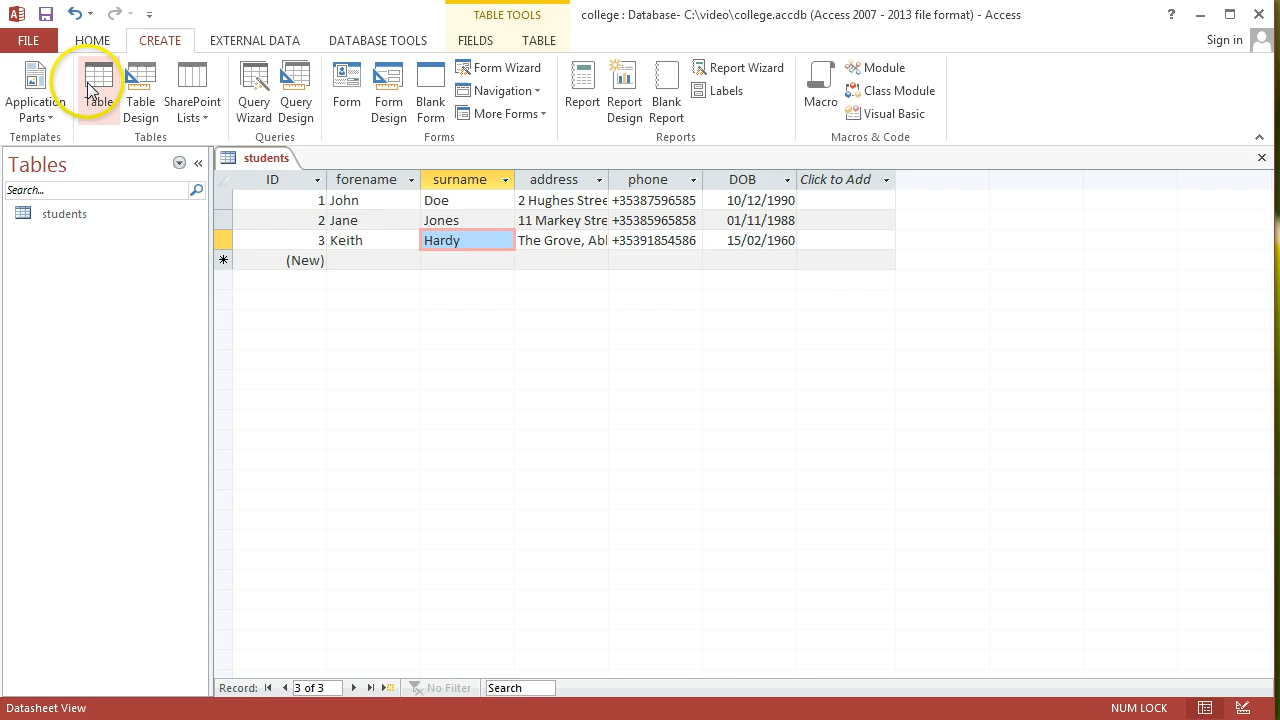 TABLE TOOLS
college : Database- C:\video\college.accdb (Access 2007 - 2013 file format) - Access
?
Sign in
FILE
HOME
CREATE
EXTERNAL DATA
DATABASE TOOLS
FIELDS
TABLE
Application Parts
Table
Table Design
SharePoint Lists
Query Wizard
Query Design
Form
Form Design
Blank Form
Form Wizard
Navigation
More Forms
Report
Report Design
Blank Report
Report Wizard
Labels
Macro
Module
Class Module
Visual Basic
Templates
Tables
Queries
Forms
Reports
Macros & Code
Tables
Search...
students
students
ID forename surname address phone DOB Click to Add
1 John Doe 2 Hughes Stree +35387596585 10/12/1990
2 Jane Jones 11 Markey Stre +35385965858 01/11/1988
3 Keith Hardy The Grove, Abl +35391854586 15/02/1960
(New)
Record: 3 of 3 No Filter Search
Datasheet View
NUM LOCK